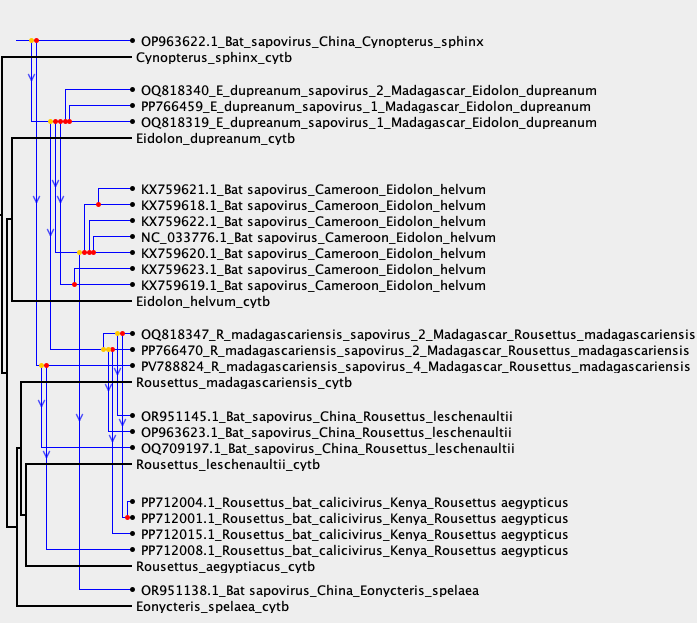 OP963622.1_Bat_sapovirus_China_Cynopterus_sphinx
Cynopterus_sphinx_cytb
OQ818340_E_dupreanum_sapovirus_2_Madagascar_Eidolon_dupreanum
PP766459_E_dupreanum_sapovirus_1_Madagascar_Eidolon_dupreanum
OQ818319_E_dupreanum_sapovirus_1_Madagascar_Eidolon_dupreanum
Eidolon_dupreanum_cytb
KX759621.1_Bat sapovirus_Cameroon_Eidolon_helvum
KX759618.1_Bat sapovirus_Cameroon_Eidolon_helvum
KX759622.1_Bat sapovirus_Cameroon_Eidolon_helvum
NC_033776.1_Bat sapovirus_Cameroon_Eidolon_helvum
KX759620.1_Bat sapovirus_Cameroon_Eidolon_helvum
KX759623.1_Bat sapovirus_Cameroon_Eidolon_helvum
KX759619.1_Bat sapovirus_Cameroon_Eidolon_helvum
Eidolon_helvum_cytb
OQ818347_R_madagascariensis_sapovirus_2_Madagascar_Rousettus_madagascariensis
PP766470_R_madagascariensis_sapovirus_2_Madagascar_Rousettus_madagascariensis
PV788824_R_madagascariensis_sapovirus_4_Madagascar_Rousettus_madagascariensis
Rousettus_madagascariensis_cytb
OR951145.1_Bat_sapovirus_China_Rousettus_leschenaultii
OP963623.1_Bat_sapovirus_China_Rousettus_leschenaultii
OQ709197.1_Bat_sapovirus_China_Rousettus_leschenaultii
Rousettus_leschenaultii_cytb
PP712004.1_Rousettus_bat_calicivirus_Kenya_Rousettus aegypticus
PP712001.1_Rousettus_bat_calicivirus_Kenya_Rousettus aegypticus
PP712015.1_Rousettus_bat_calicivirus_Kenya_Rousettus aegypticus
PP712008.1_Rousettus_bat_calicivirus_Kenya_Rousettus aegypticus
Rousettus_aegyptiacus_cytb
OR951138.1_Bat sapovirus_China_Eonycteris_spelaea
Eonycteris_spelaea_cytb